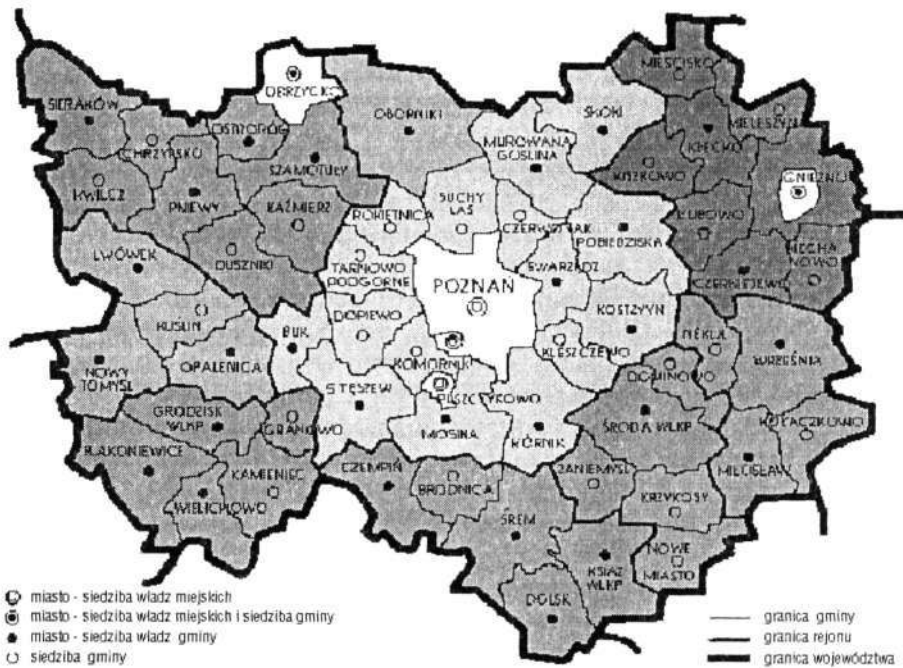 MIEŚCISKO
OBRZYCKO
SIERAKÓW
OBORNIKI
SKOKI
MIELESZYN
OSTRORÓG
CHRZYPSKO
MUROWANA
GOŚLINA
KŁECKO
SZAMOTUŁY
KISZKOWO
GNIEZNO
KWILCZ
PNIEWY
KAŹMIERZ
SUCHY
LAS
ROKIETNICA
CZERWONAK
ŁUBOWO
POBIEDZISKA
LWÓWEK
DUSZNIKI
TARNOWO
PODGÓRNE
SWARZĘDZ
NIECHA
NOWO
CZERNIEJEWO
POZNAŃ
KUŚLIN
BUK
DOPIEWO
KOSTRZYN
NEKLA
NOWY
TOMYŚL
OPALENICA
KOMORNIKI
KLESZCZEWO
WRZEŚNIA
DOMINOWO
STĘSZEW
PUSZCZYKOWO
GRODZISK
WLKP
GRANOWO
MOSINA
KÓRNIK
ŚRODA WLKP
KOŁACZKOWO
RAKONIEWICE
KAMIENIEC
CZEMPIŃ
BRODNICA
ZANIEMYŚL
MIŁOSŁAW
WIELICHOWO
KRZYKOSY
ŚREM
NOWE
MIASTO
KSIĄŻ
WLKP
DOLSK
miasto - siedziba władz miejskich
miasto - siedziba władz miejskich i siedziba gminy
miasto - siedziba władz gminy
siedziba gminy
granica gminy
granica rejonu
granica województwa